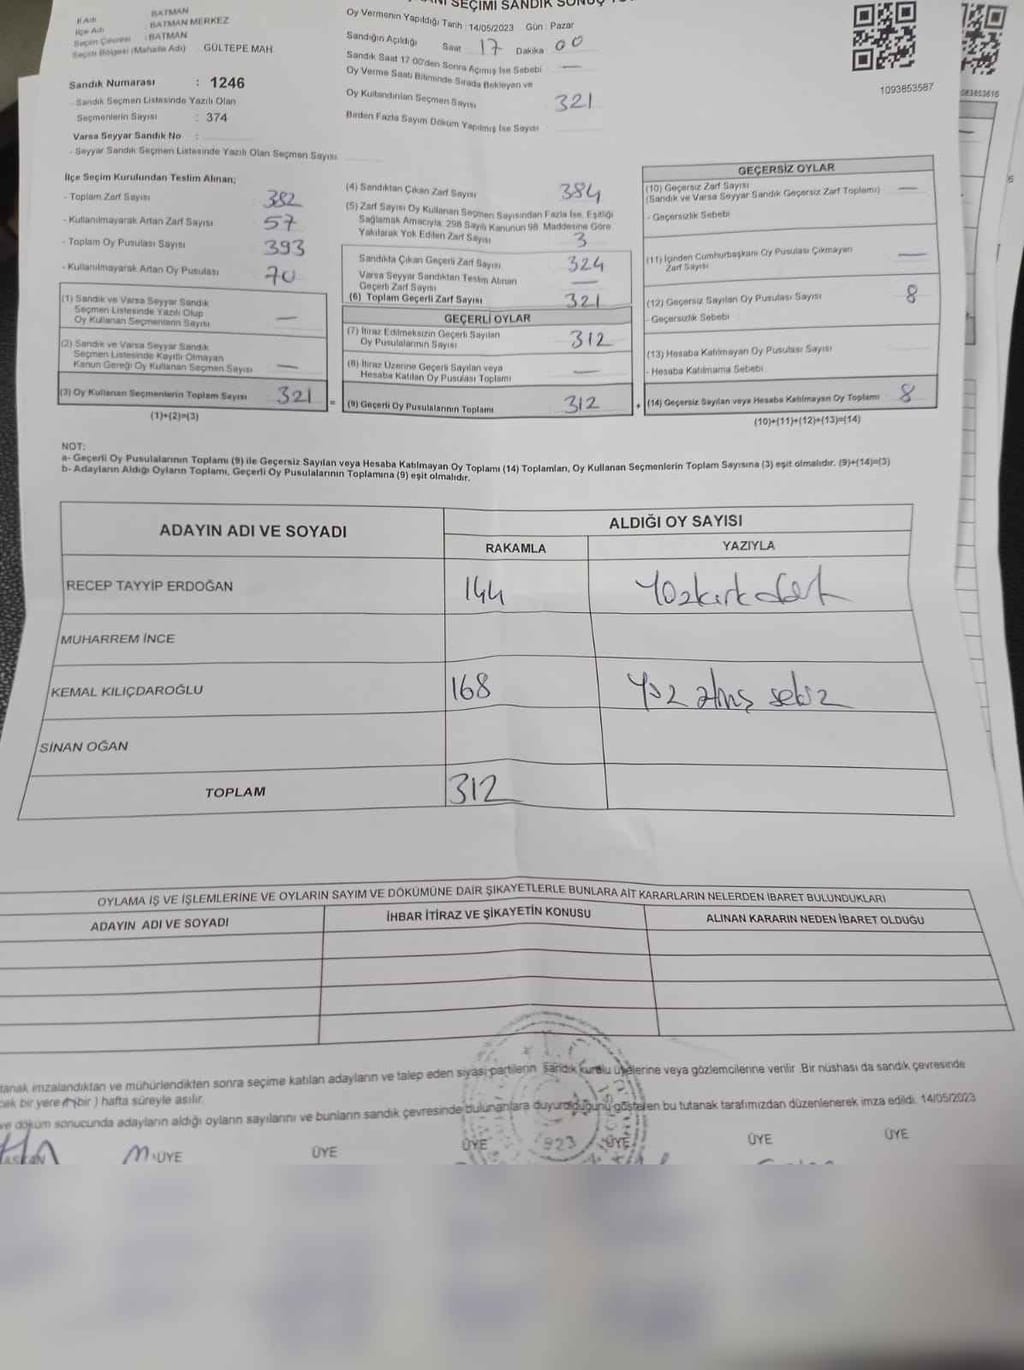 SEÇİMİ SANDIK SONUÇ
İl Adı BATMAN
İlçe Adı : BATMAN MERKEZ
Seçim Çevresi : BATMAN
Seçim Bölgesi (Mahalle Adı) : GÜLTEPE MAH.
Sandık Numarası : 1246
- Sandık Seçmen Listesinde Yazılı Olan
Seçmenlerin Sayısı : 374
Varsa Seyyar Sandık No :
- Seyyar Sandık Seçmen Listesinde Yazılı Olan Seçmen Sayısı
Oy Vermenin Yapıldığı Tarih : 14/05/2023 Gün : Pazar
Sandığın Açıldığı Saat 17 Dakika 00
Sandık Saat 17:00'den Sonra Açılmış İse Sebebi —
Oy Verme Saati Bitiminde Sırada Bekleyen ve
Oy Kullandırılan Seçmen Sayısı 321
Birden Fazla Sayım Döküm Yapılmış İse Sayısı
1093853587
İlçe Seçim Kurulundan Teslim Alınan;
- Toplam Zarf Sayısı 382
- Kullanılmayarak Artan Zarf Sayısı 57
- Toplam Oy Pusulası Sayısı 393
- Kullanılmayarak Artan Oy Pusulası 70
(1) Sandık ve Varsa Seyyar Sandık
Seçmen Listesinde Yazılı Olup
Oy Kullanan Seçmenlerin Sayısı —
(2) Sandık ve Varsa Seyyar Sandık
Seçmen Listesinde Kayıtlı Olmayan
Kanun Gereği Oy Kullanan Seçmen Sayısı —
(3) Oy Kullanan Seçmenlerin Toplam Sayısı 321
(1)+(2)=(3)
(4) Sandıktan Çıkan Zarf Sayısı 384
(5) Zarf Sayısı Oy Kullanan Seçmen Sayısından Fazla İse, Eşitliği
Sağlamak Amacıyla, 298 Sayılı Kanunun 98. Maddesine Göre
Yakılarak Yok Edilen Zarf Sayısı 3
Sandıkta Çıkan Geçerli Zarf Sayısı 324
Varsa Seyyar Sandıktan Teslim Alınan
Geçerli Zarf Sayısı —
(6) Toplam Geçerli Zarf Sayısı 321
GEÇERLİ OYLAR
(7) İtiraz Edilmeksizin Geçerli Sayılan
Oy Pusulalarının Sayısı 312
(8) İtiraz Üzerine Geçerli Sayılan veya
Hesaba Katılan Oy Pusulası Toplamı —
= (9) Geçerli Oy Pusulalarının Toplamı 312
GEÇERSİZ OYLAR
(10) Geçersiz Zarf Sayısı
(Sandık ve Varsa Seyyar Sandık Geçersiz Zarf Toplamı) —
- Geçersizlik Sebebi
(11) İçinden Cumhurbaşkanı Oy Pusulası Çıkmayan
Zarf Sayısı —
(12) Geçersiz Sayılan Oy Pusulası Sayısı 8
- Geçersizlik Sebebi
(13) Hesaba Katılmayan Oy Pusulası Sayısı
- Hesaba Katılmama Sebebi
+ (14) Geçersiz Sayılan veya Hesaba Katılmayan Oy Toplamı 8
(10)+(11)+(12)+(13)=(14)
NOT:
a- Geçerli Oy Pusulalarının Toplamı (9) ile Geçersiz Sayılan veya Hesaba Katılmayan Oy Toplamı (14) Toplamları, Oy Kullanan Seçmenlerin Toplam Sayısına (3) eşit olmalıdır. (9)+(14)=(3)
b- Adayların Aldığı Oyların Toplamı, Geçerli Oy Pusulalarının Toplamına (9) eşit olmalıdır.
ADAYIN ADI VE SOYADI
ALDIĞI OY SAYISI
RAKAMLA YAZIYLA
RECEP TAYYİP ERDOĞAN 144 Yüzkırk dört
MUHARREM İNCE
KEMAL KILIÇDAROĞLU 168 Yüz atmış sekiz
SİNAN OĞAN
TOPLAM 312
OYLAMA İŞ VE İŞLEMLERİNE VE OYLARIN SAYIM VE DÖKÜMÜNE DAİR ŞİKAYETLERLE BUNLARA AİT KARARLARIN NELERDEN İBARET BULUNDUKLARI
ADAYIN ADI VE SOYADI İHBAR İTİRAZ VE ŞİKAYETİN KONUSU ALINAN KARARIN NEDEN İBARET OLDUĞU
tanak imzalandıktan ve mühürlendikten sonra seçime katılan adayların ve talep eden siyasi partilerin sandık kurulu üyelerine veya gözlemcilerine verilir. Bir nüshası da sandık çevresinde
bir yere (bir) hafta süreyle asılır.
ve döküm sonucunda adayların aldığı oyların sayılarını ve bunların sandık çevresinde bulunanlara duyurulduğunu gösteren bu tutanak tarafımızdan düzenlenerek imza edildi. 14/05/2023
BAŞKAN ÜYE ÜYE ÜYE ÜYE ÜYE ÜYE
923